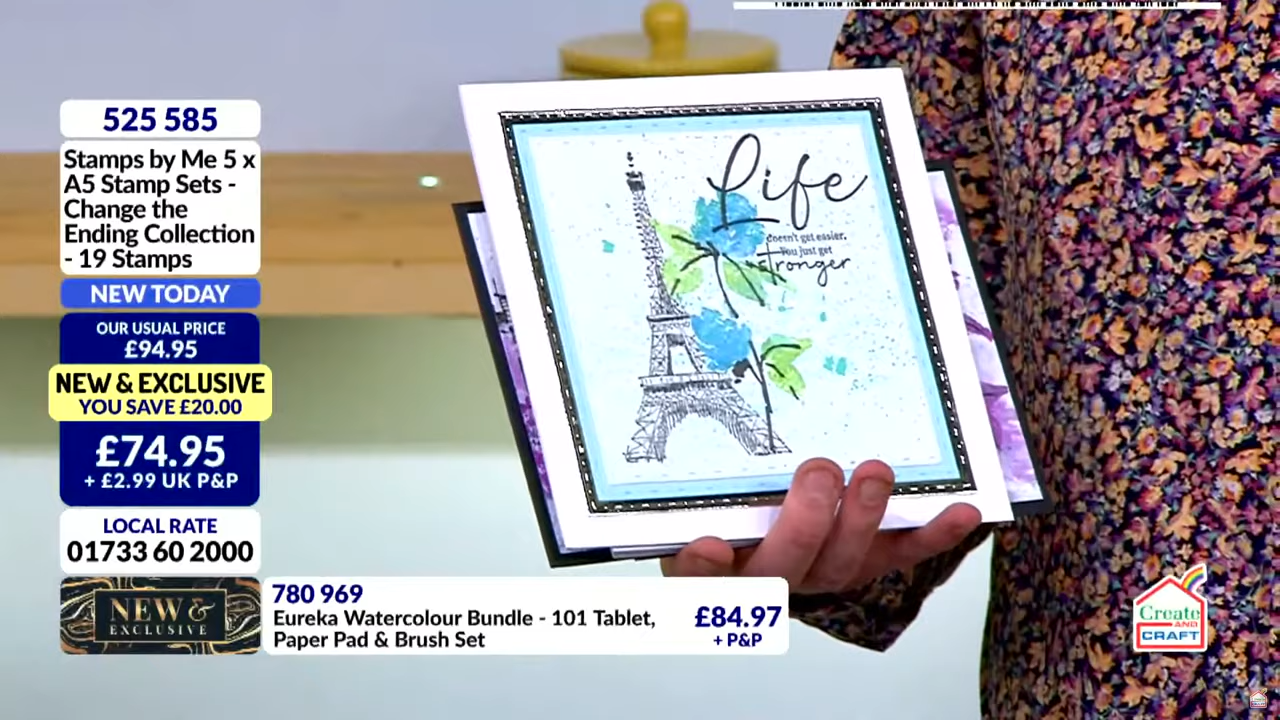 525 585
Stamps by Me 5 x
A5 Stamp Sets -
Change the
Ending Collection
- 19 Stamps
NEW TODAY
OUR USUAL PRICE
£94.95
NEW & EXCLUSIVE
YOU SAVE £20.00
£74.95
+ £2.99 UK P&P
LOCAL RATE
01733 60 2000
NEW &
EXCLUSIVE
780 969
Eureka Watercolour Bundle - 101 Tablet,
Paper Pad & Brush Set
£84.97
+ P&P
Life
doesn't get easier.
You just get
stronger
Create
AND
CRAFT